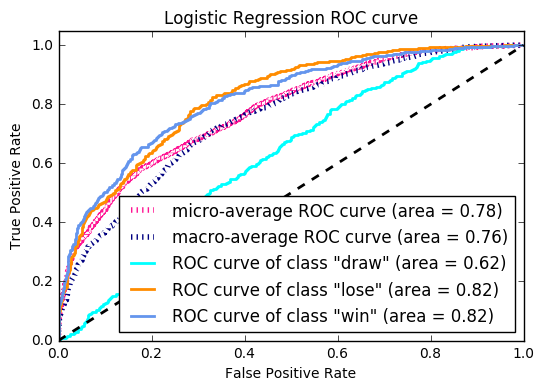 Logistic Regression ROC curve
True Positive Rate
1.0
0.8
0.6
0.4
0.2
0.0
micro-average ROC curve (area = 0.78)
macro-average ROC curve (area = 0.76)
ROC curve of class "draw" (area = 0.62)
ROC curve of class "lose" (area = 0.82)
ROC curve of class "win" (area = 0.82)
0.0 0.2 0.4 0.6 0.8 1.0
False Positive Rate